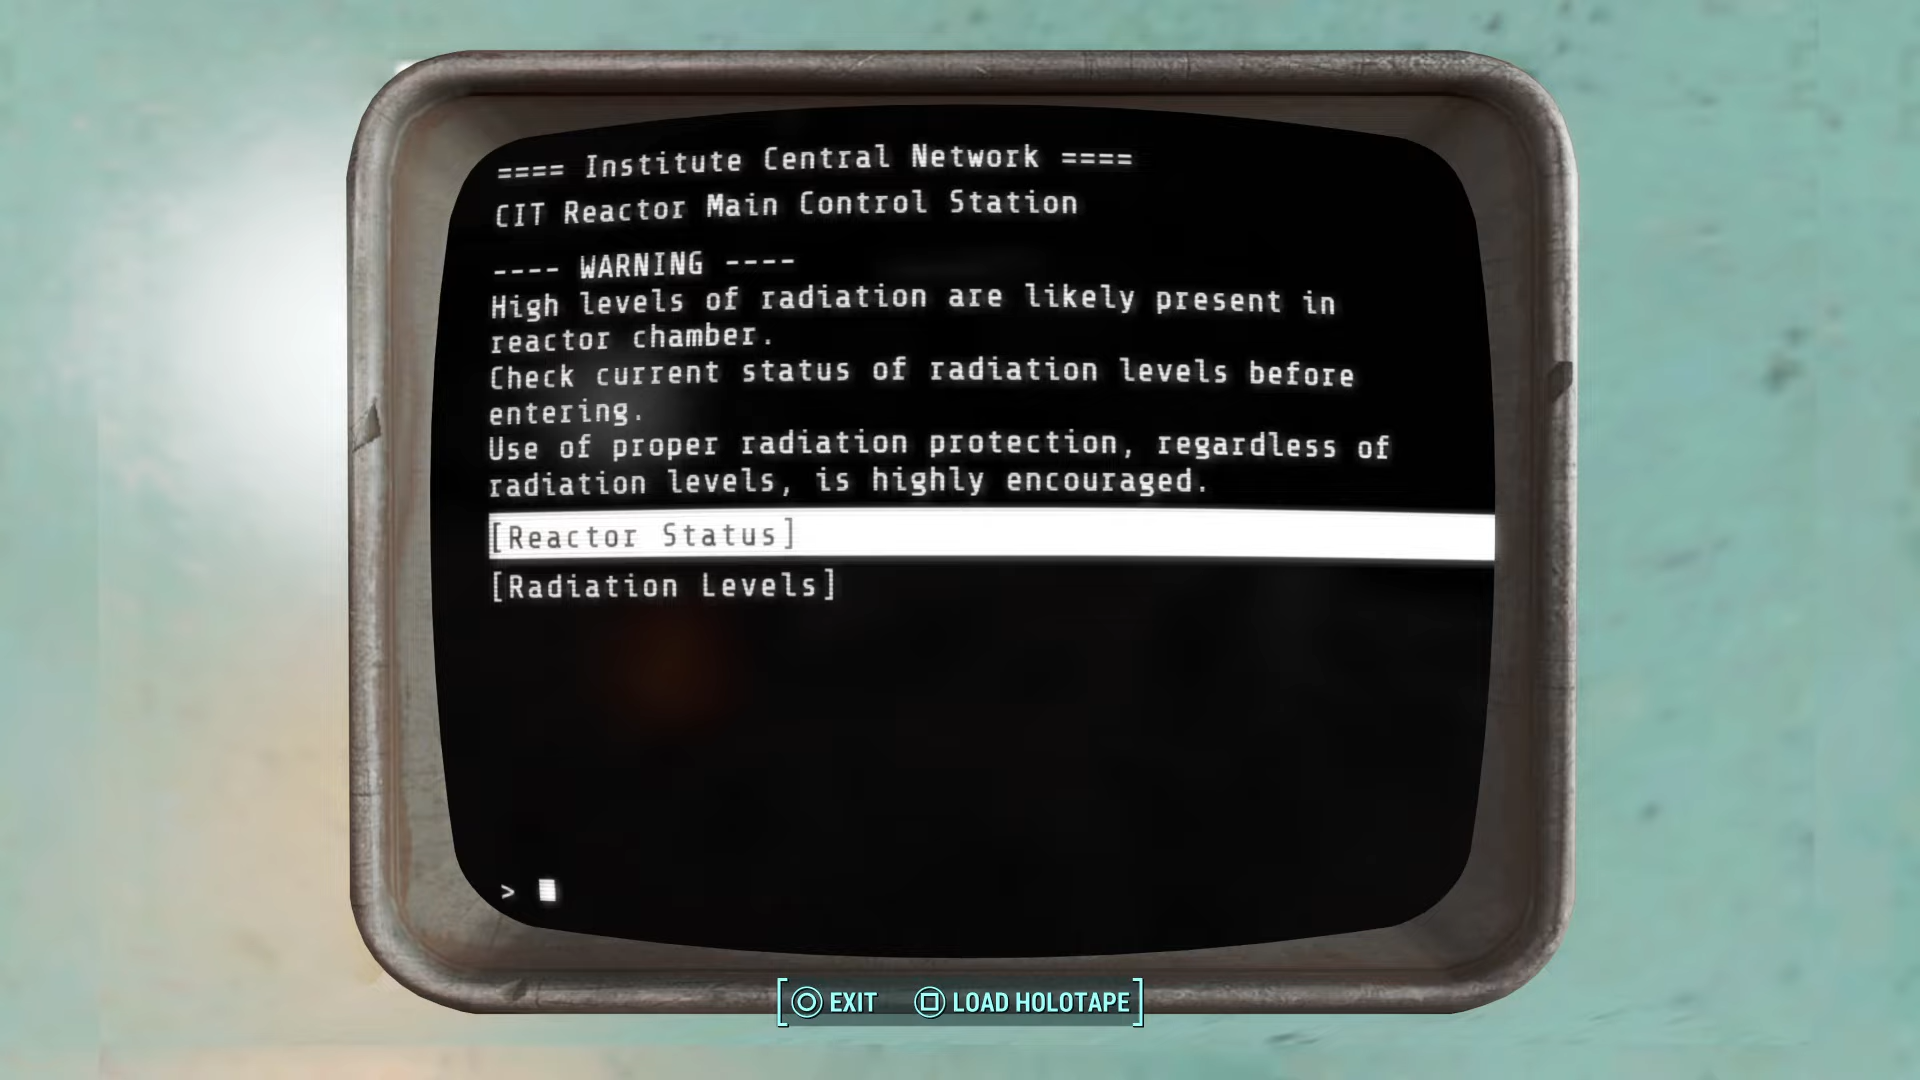 ==== Institute Central Network ====
CIT Reactor Main Control Station
---- WARNING ----
High levels of radiation are likely present in
reactor chamber.
Check current status of radiation levels before
entering.
Use of proper radiation protection, regardless of
radiation levels, is highly encouraged.
[Reactor Status]
[Radiation Levels]
>
EXIT LOAD HOLOTAPE